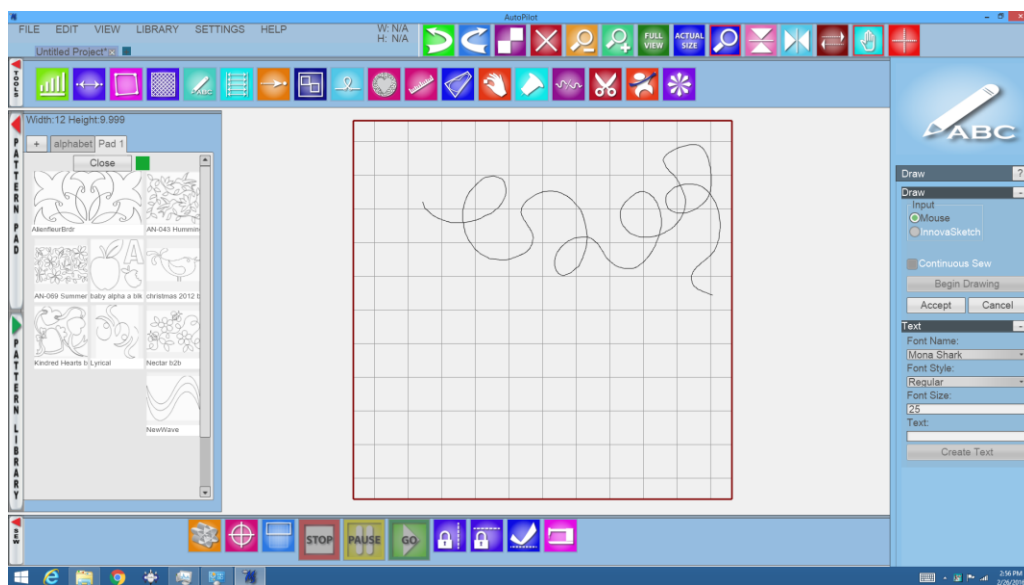 AutoPilot
FILE EDIT VIEW LIBRARY SETTINGS HELP
W: N/A
H: N/A
FULL VIEW
ACTUAL SIZE
Untitled Project*
TOOLS
ABC
Width:12 Height:9.999
+ alphabet Pad 1
Close
PATTERN PAD
AllenfleurBrdr
AN-043 Hummin
AN-069 Summer
baby alpha a blk
christmas 2012 b
Kindred Hearts b
Lyrical
Nectar b2b
NewWave
PATTERN LIBRARY
ABC
Draw ?
Draw
Input
Mouse
InnovaSketch
Continuous Sew
Begin Drawing
Accept Cancel
Text
Font Name:
Mona Shark
Font Style:
Regular
Font Size:
25
Text:
Create Text
SEW
STOP PAUSE GO
2:56 PM